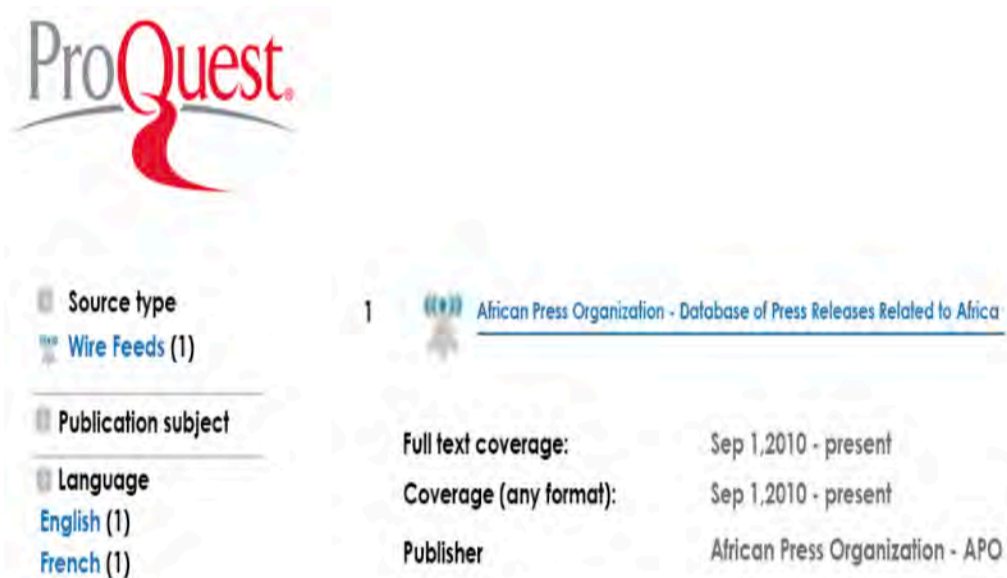 ProQuest.
Source type
Wire Feeds (1)
Publication subject
Language
English (1)
French (1)
1 African Press Organization - Database of Press Releases Related to Africa
Full text coverage: Sep 1,2010 - present
Coverage (any format): Sep 1,2010 - present
Publisher African Press Organization - APO